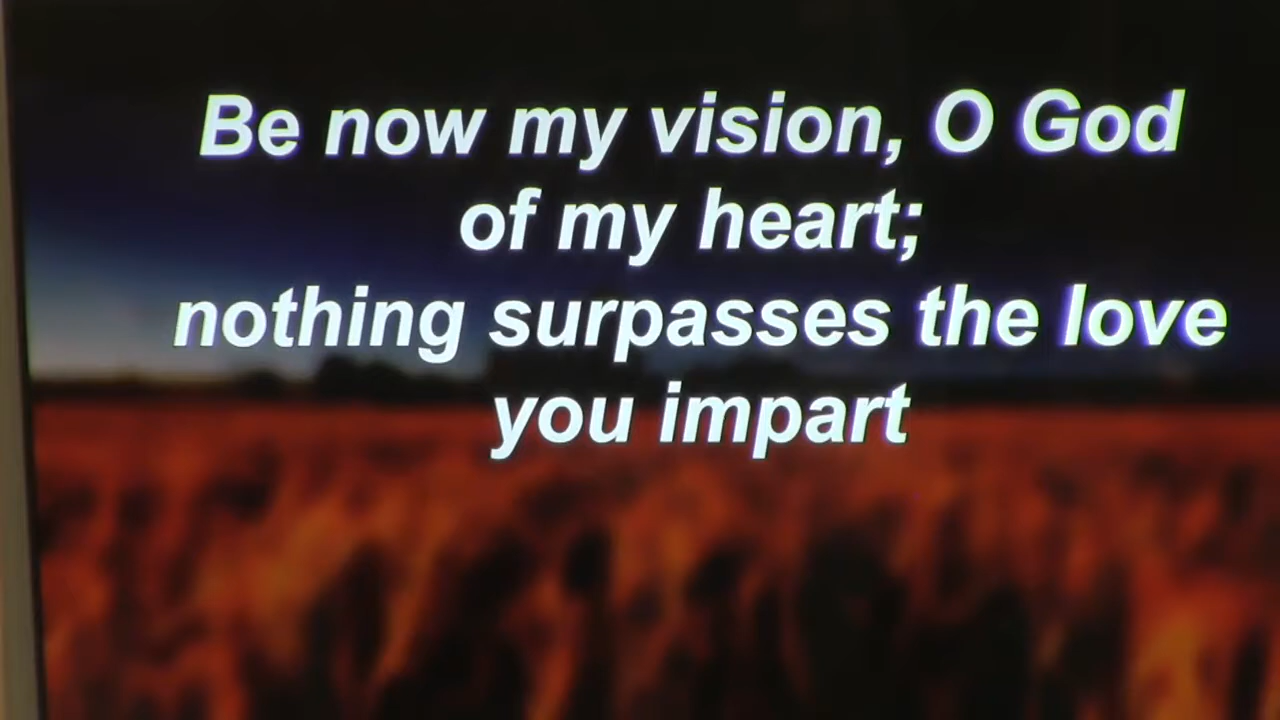 Be now my vision, O God
of my heart;
nothing surpasses the love
you impart